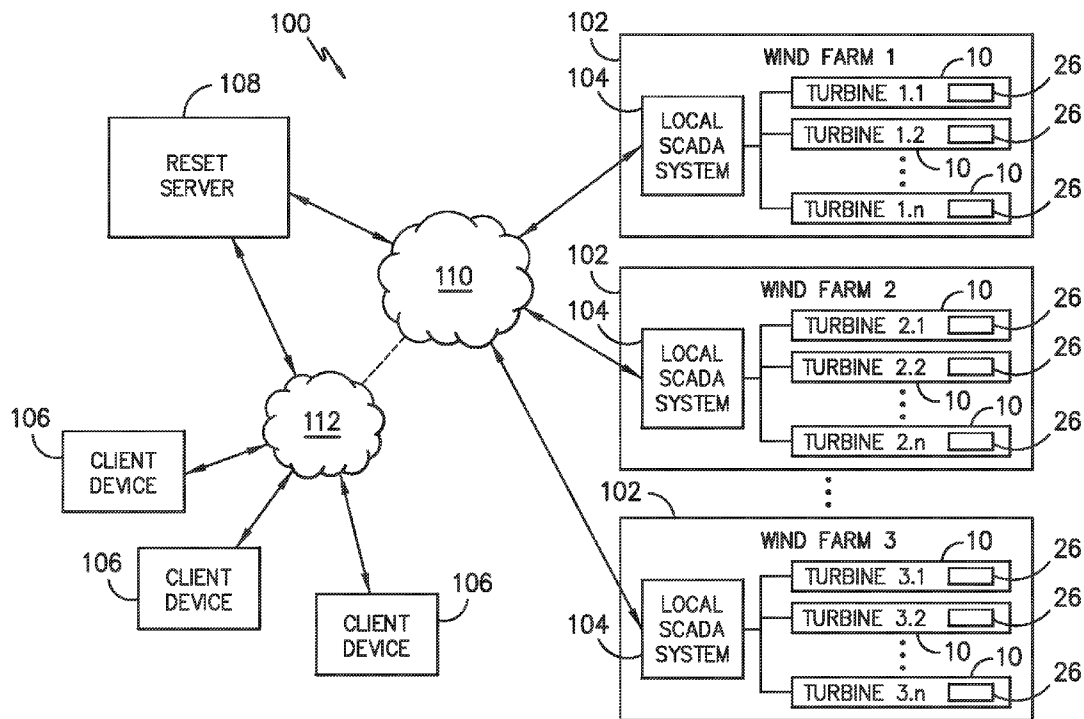 100
108
RESET
SERVER
110
112
106
CLIENT
DEVICE
106
CLIENT
DEVICE
106
CLIENT
DEVICE
102
WIND FARM 1
104
LOCAL
SCADA
SYSTEM
10
TURBINE 1.1
26
TURBINE 1.2
26
10
10
TURBINE 1.n
26
102
WIND FARM 2
104
LOCAL
SCADA
SYSTEM
10
TURBINE 2.1
26
TURBINE 2.2
26
10
10
TURBINE 2.n
26
102
WIND FARM 3
104
LOCAL
SCADA
SYSTEM
10
TURBINE 3.1
26
TURBINE 3.2
26
10
10
TURBINE 3.n
26